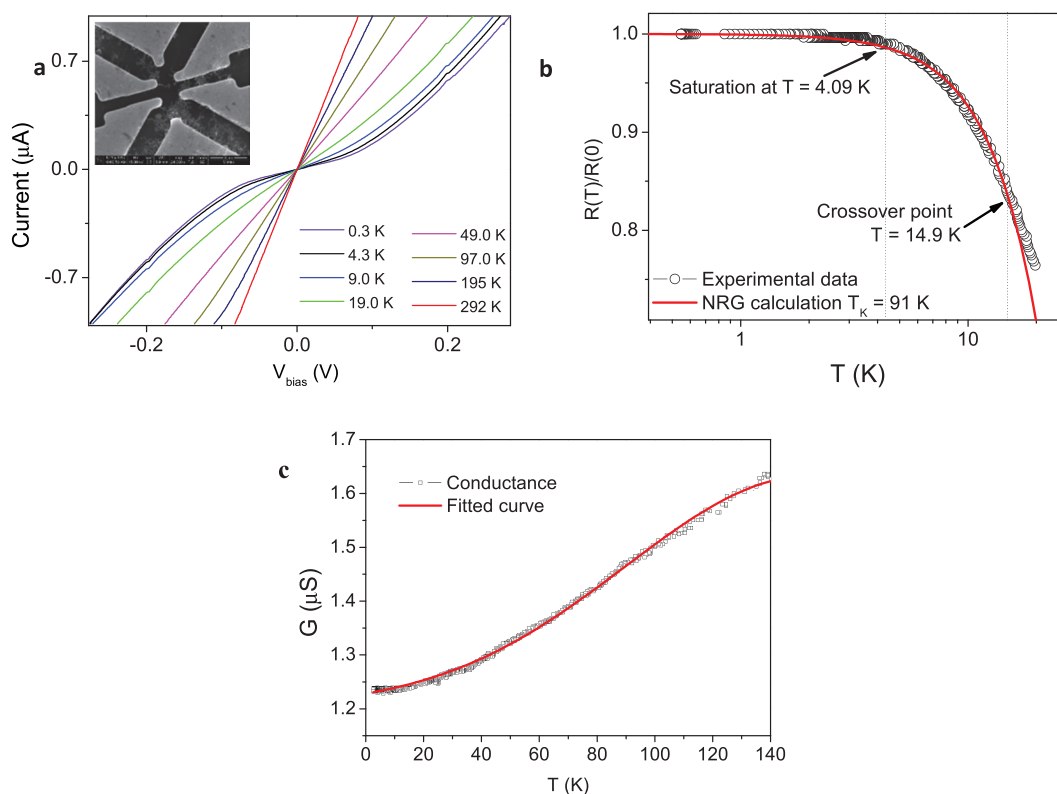 a
Current (μA)
0.7
0.0
-0.7
0.3 K
4.3 K
9.0 K
19.0 K
49.0 K
97.0 K
195 K
292 K
-0.2
0.0
0.2
V_bias (V)
b
R(T)/R(0)
1.0
0.9
0.8
Saturation at T = 4.09 K
Crossover point
T = 14.9 K
Experimental data
NRG calculation T_K = 91 K
1
10
T (K)
c
G (μS)
1.7
1.6
1.5
1.4
1.3
1.2
Conductance
Fitted curve
0
20
40
60
80
100
120
140
T (K)